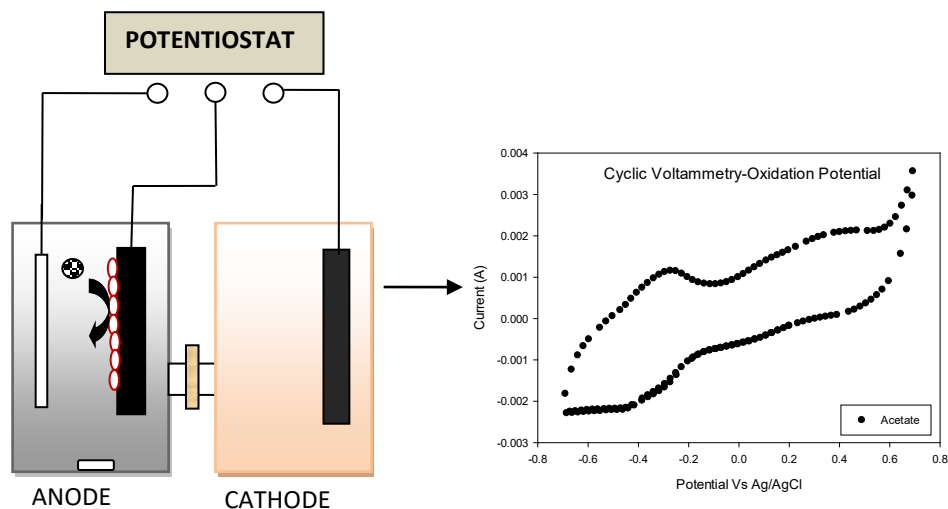 POTENTIOSTAT
ANODE
CATHODE
Cyclic Voltammetry-Oxidation Potential
Current (A)
0.004
0.003
0.002
0.001
0.000
-0.001
-0.002
-0.003
-0.8 -0.6 -0.4 -0.2 0.0 0.2 0.4 0.6 0.8
Potential Vs Ag/AgCl
Acetate